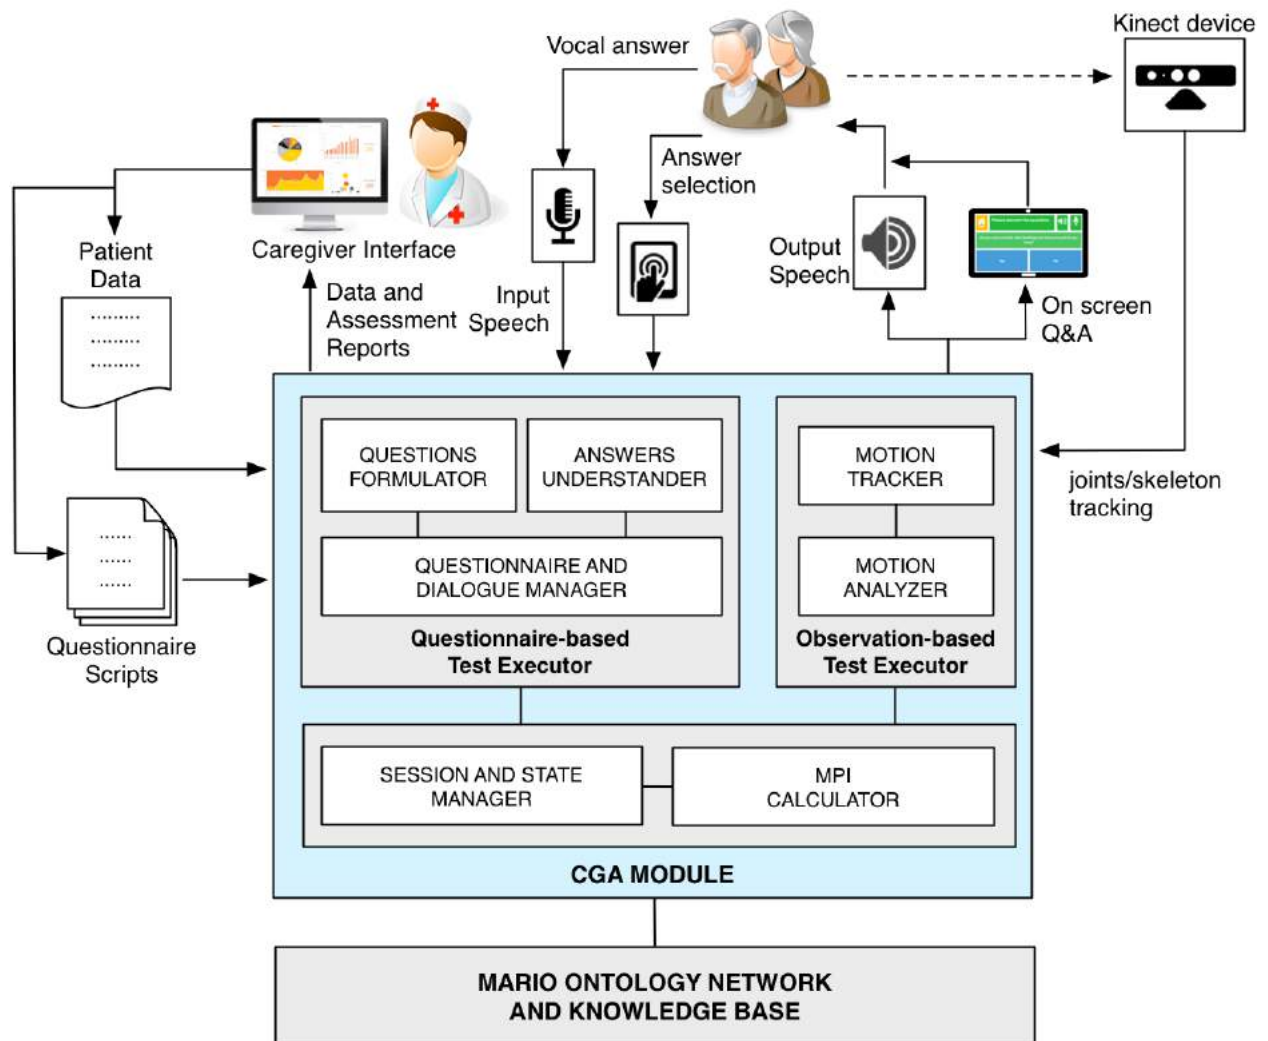 Kinect device
Vocal answer
Answer
selection
Patient
Data
Caregiver Interface
Data and
Assessment
Reports
Input
Speech
Output
Speech
On screen
Q&A
QUESTIONS
FORMULATOR
ANSWERS
UNDERSTANDER
MOTION
TRACKER
joints/skeleton
tracking
QUESTIONNAIRE AND
DIALOGUE MANAGER
MOTION
ANALYZER
Questionnaire-based
Test Executor
Observation-based
Test Executor
Questionnaire
Scripts
SESSION AND STATE
MANAGER
MPI
CALCULATOR
CGA MODULE
MARIO ONTOLOGY NETWORK
AND KNOWLEDGE BASE